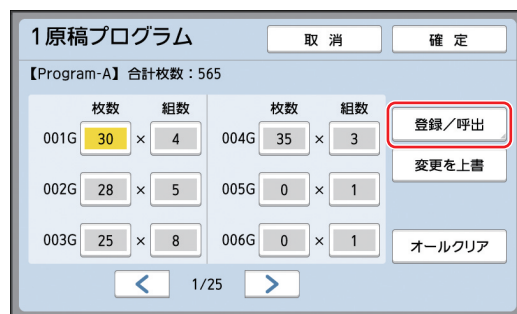 1原稿プログラム
取 消
確 定
【Program-A】合計枚数：565
枚数 組数 枚数 組数
001G 30 × 4 004G 35 × 3
002G 28 × 5 005G 0 × 1
003G 25 × 8 006G 0 × 1
1/25
登録／呼出
変更を上書
オールクリア